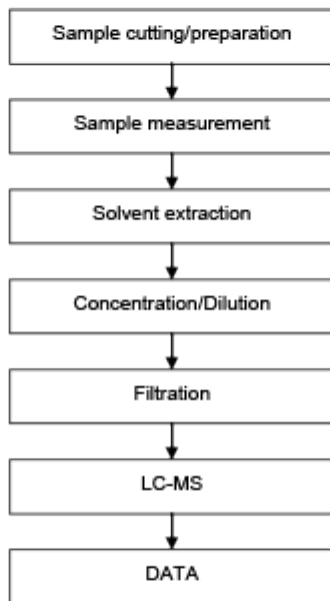 Sample cutting/preparation
Sample measurement
Solvent extraction
Concentration/Dilution
Filtration
LC-MS
DATA